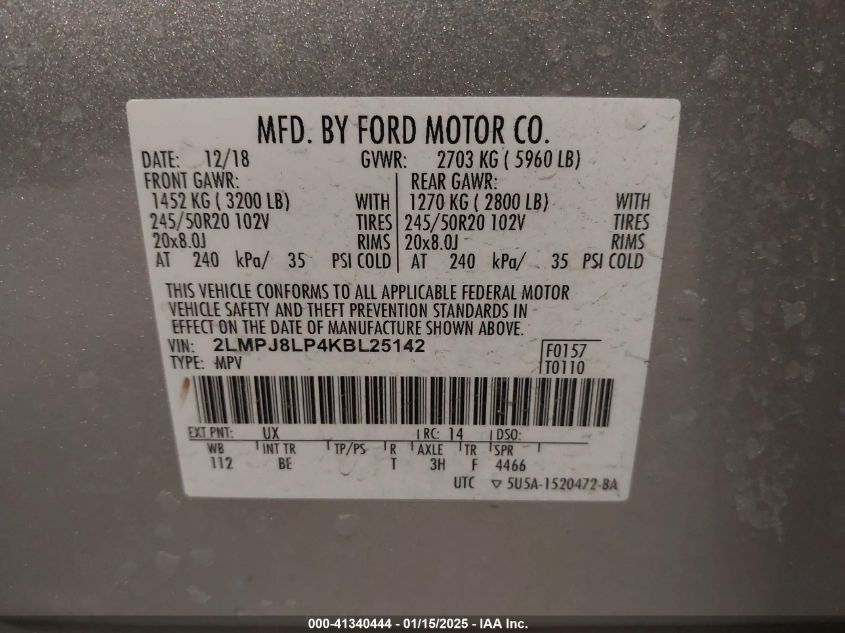 MFD. BY FORD MOTOR CO.
DATE: 12/18 GVWR: 2703 KG ( 5960 LB)
FRONT GAWR: REAR GAWR:
1452 KG ( 3200 LB) WITH 1270 KG ( 2800 LB) WITH
245/50R20 102V TIRES 245/50R20 102V TIRES
20x8.0J RIMS 20x8.0J RIMS
AT 240 kPa/ 35 PSI COLD AT 240 kPa/ 35 PSI COLD
THIS VEHICLE CONFORMS TO ALL APPLICABLE FEDERAL MOTOR
VEHICLE SAFETY AND THEFT PREVENTION STANDARDS IN
EFFECT ON THE DATE OF MANUFACTURE SHOWN ABOVE.
VIN: 2LMPJ8LP4KBL25142 F0157
TYPE: MPV T0110
EXT PNT: UX RC: 14 DSO:
WB INT TR TP/PS R AXLE TR SPR
112 BE T 3H F 4466
UTC ▽ 5U5A-1520472-BA
000-41340444 - 01/15/2025 - IAA Inc.